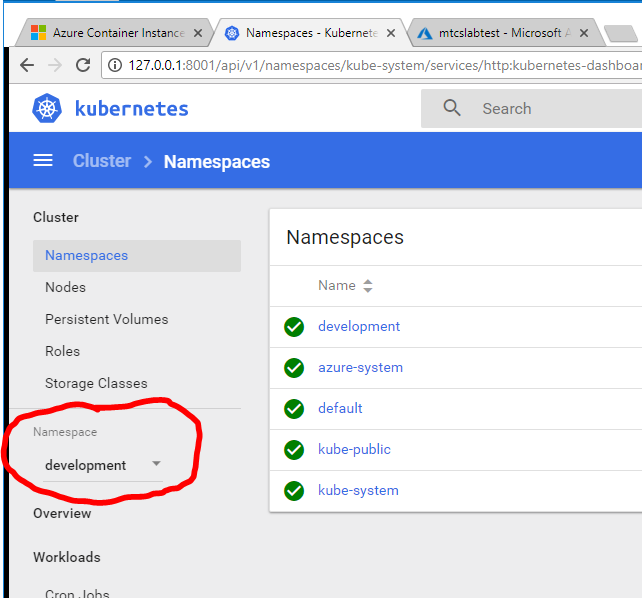 Azure Container Instance
Namespaces - Kubernete
mtcslabtest - Microsoft A
127.0.0.1:8001/api/v1/namespaces/kube-system/services/http:kubernetes-dashboar
kubernetes
Search
Cluster
Namespaces
Cluster
Namespaces
Nodes
Persistent Volumes
Roles
Storage Classes
Namespace
development
Overview
Workloads
Cron Jobs
Namespaces
Name
development
azure-system
default
kube-public
kube-system